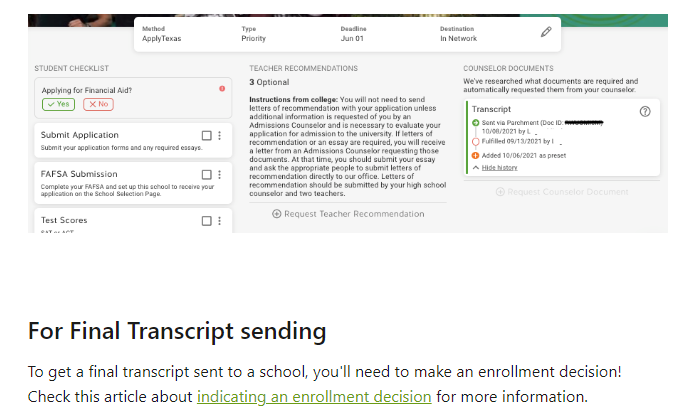 Method
ApplyTexas
Type
Priority
Deadline
Jun 01
Destination
In Network
STUDENT CHECKLIST
Applying for Financial Aid?
Yes
No
Submit Application
Submit your application forms and any required essays.
FAFSA Submission
Complete your FAFSA and set up this school to receive your
application on the School Selection Page.
Test Scores
TEACHER RECOMMENDATIONS
3 Optional
Instructions from college: You will not need to send
letters of recommendation with your application unless
additional information is requested of you by an
Admissions Counselor and is necessary to evaluate your
application for admission to the university. If letters of
recommendation or an essay are required, you will receive
a letter from an Admissions Counselor requesting those
documents. At that time, you should submit your essay
and ask the appropriate people to submit letters of
recommendation directly to our office. Letters of
recommendation should be submitted by your high school
counselor and two teachers.
Request Teacher Recommendation
COUNSELOR DOCUMENTS
We've researched what documents are required and
automatically requested them from your counselor.
Transcript
Sent via Parchment (Doc ID:
10/08/2021 by L
Fulfilled 09/13/2021 by
Added 10/06/2021 as preset
Hide history
Request Counselor Document
For Final Transcript sending
To get a final transcript sent to a school, you'll need to make an enrollment decision!
Check this article about indicating an enrollment decision for more information.